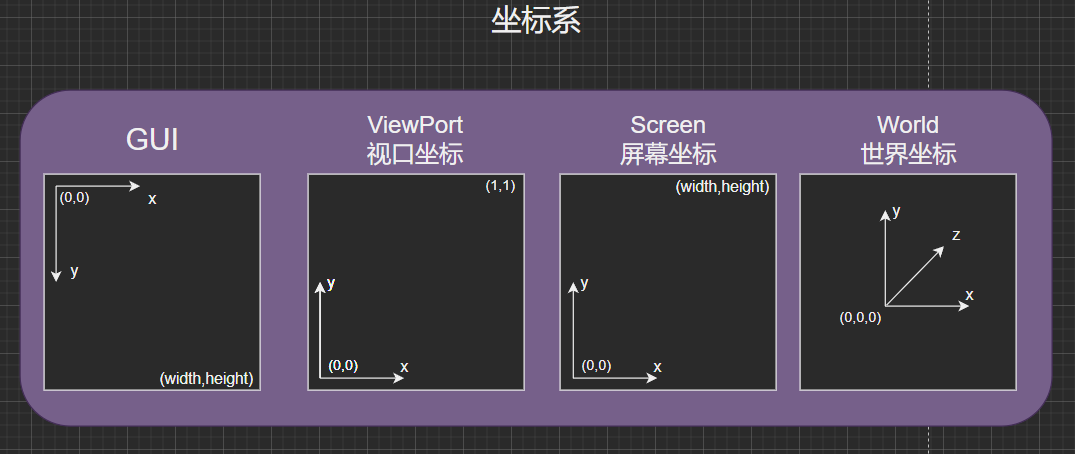 坐标系
GUI
(0,0)
x
y
(width,height)
ViewPort
视口坐标
(1,1)
y
(0,0)
x
Screen
屏幕坐标
(width,height)
y
(0,0)
x
World
世界坐标
y
z
x
(0,0,0)